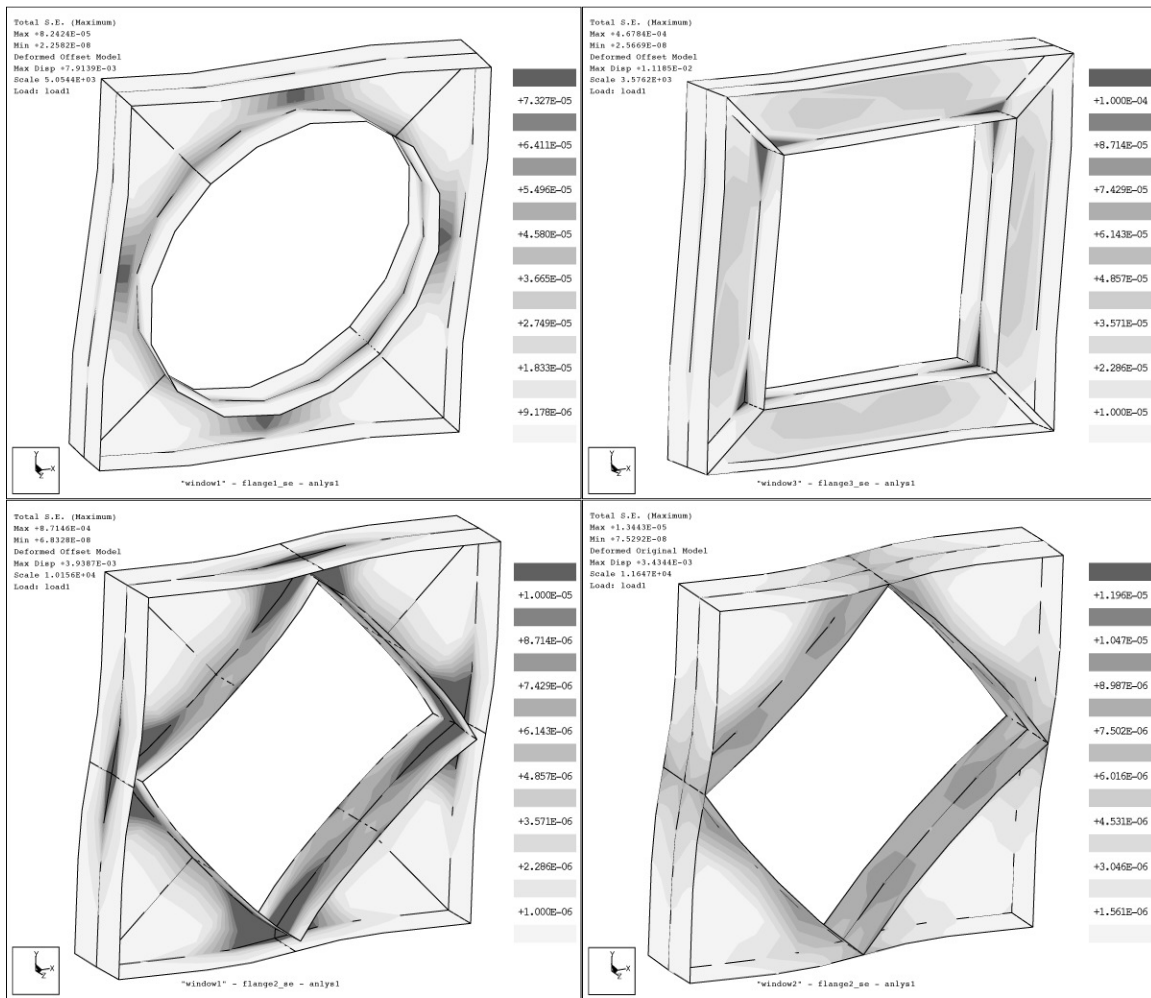 Total S.E. (Maximum)
Max +8.2424E-05
Min +2.2582E-08
Deformed Offset Model
Max Disp +7.9139E-03
Scale 5.0544E+03
Load: load1
+7.327E-05
+6.411E-05
+5.496E-05
+4.580E-05
+3.665E-05
+2.749E-05
+1.833E-05
+9.178E-06
Y
X
Z
"window1" - flange1_se - anlys1
Total S.E. (Maximum)
Max +4.6784E-04
Min +2.5669E-08
Deformed Offset Model
Max Disp +1.1185E-02
Scale 3.5762E+03
Load: load1
+1.000E-04
+8.714E-05
+7.429E-05
+6.143E-05
+4.857E-05
+3.571E-05
+2.286E-05
+1.000E-05
Y
X
Z
"window3" - flange3_se - anlys1
Total S.E. (Maximum)
Max +8.7146E-04
Min +6.8328E-08
Deformed Offset Model
Max Disp +3.9387E-03
Scale 1.0156E+04
Load: load1
+1.000E-05
+8.714E-06
+7.429E-06
+6.143E-06
+4.857E-06
+3.571E-06
+2.286E-06
+1.000E-06
Y
X
Z
"window1" - flange2_se - anlys1
Total S.E. (Maximum)
Max +1.3443E-05
Min +7.5292E-08
Deformed Original Model
Max Disp +3.4344E-03
Scale 1.1647E+04
Load: load1
+1.196E-05
+1.047E-05
+8.987E-06
+7.502E-06
+6.016E-06
+4.531E-06
+3.046E-06
+1.561E-06
Y
X
Z
"window2" - flange2_se - anlys1